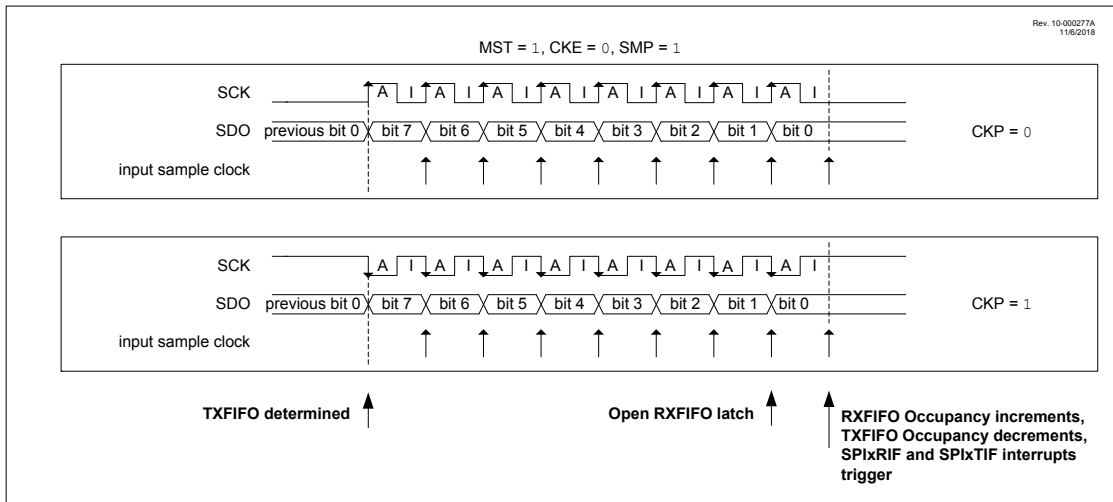 Rev. 10-000277A
11/6/2018
MST = 1, CKE = 0, SMP = 1
SCK A I A I A I A I A I A I A I A I
SDO previous bit 0 bit 7 bit 6 bit 5 bit 4 bit 3 bit 2 bit 1 bit 0 CKP = 0
input sample clock
SCK A I A I A I A I A I A I A I A I
SDO previous bit 0 bit 7 bit 6 bit 5 bit 4 bit 3 bit 2 bit 1 bit 0 CKP = 1
input sample clock
TXFIFO determined
Open RXFIFO latch
RXFIFO Occupancy increments,
TXFIFO Occupancy decrements,
SPIxRIF and SPIxTIF interrupts
trigger